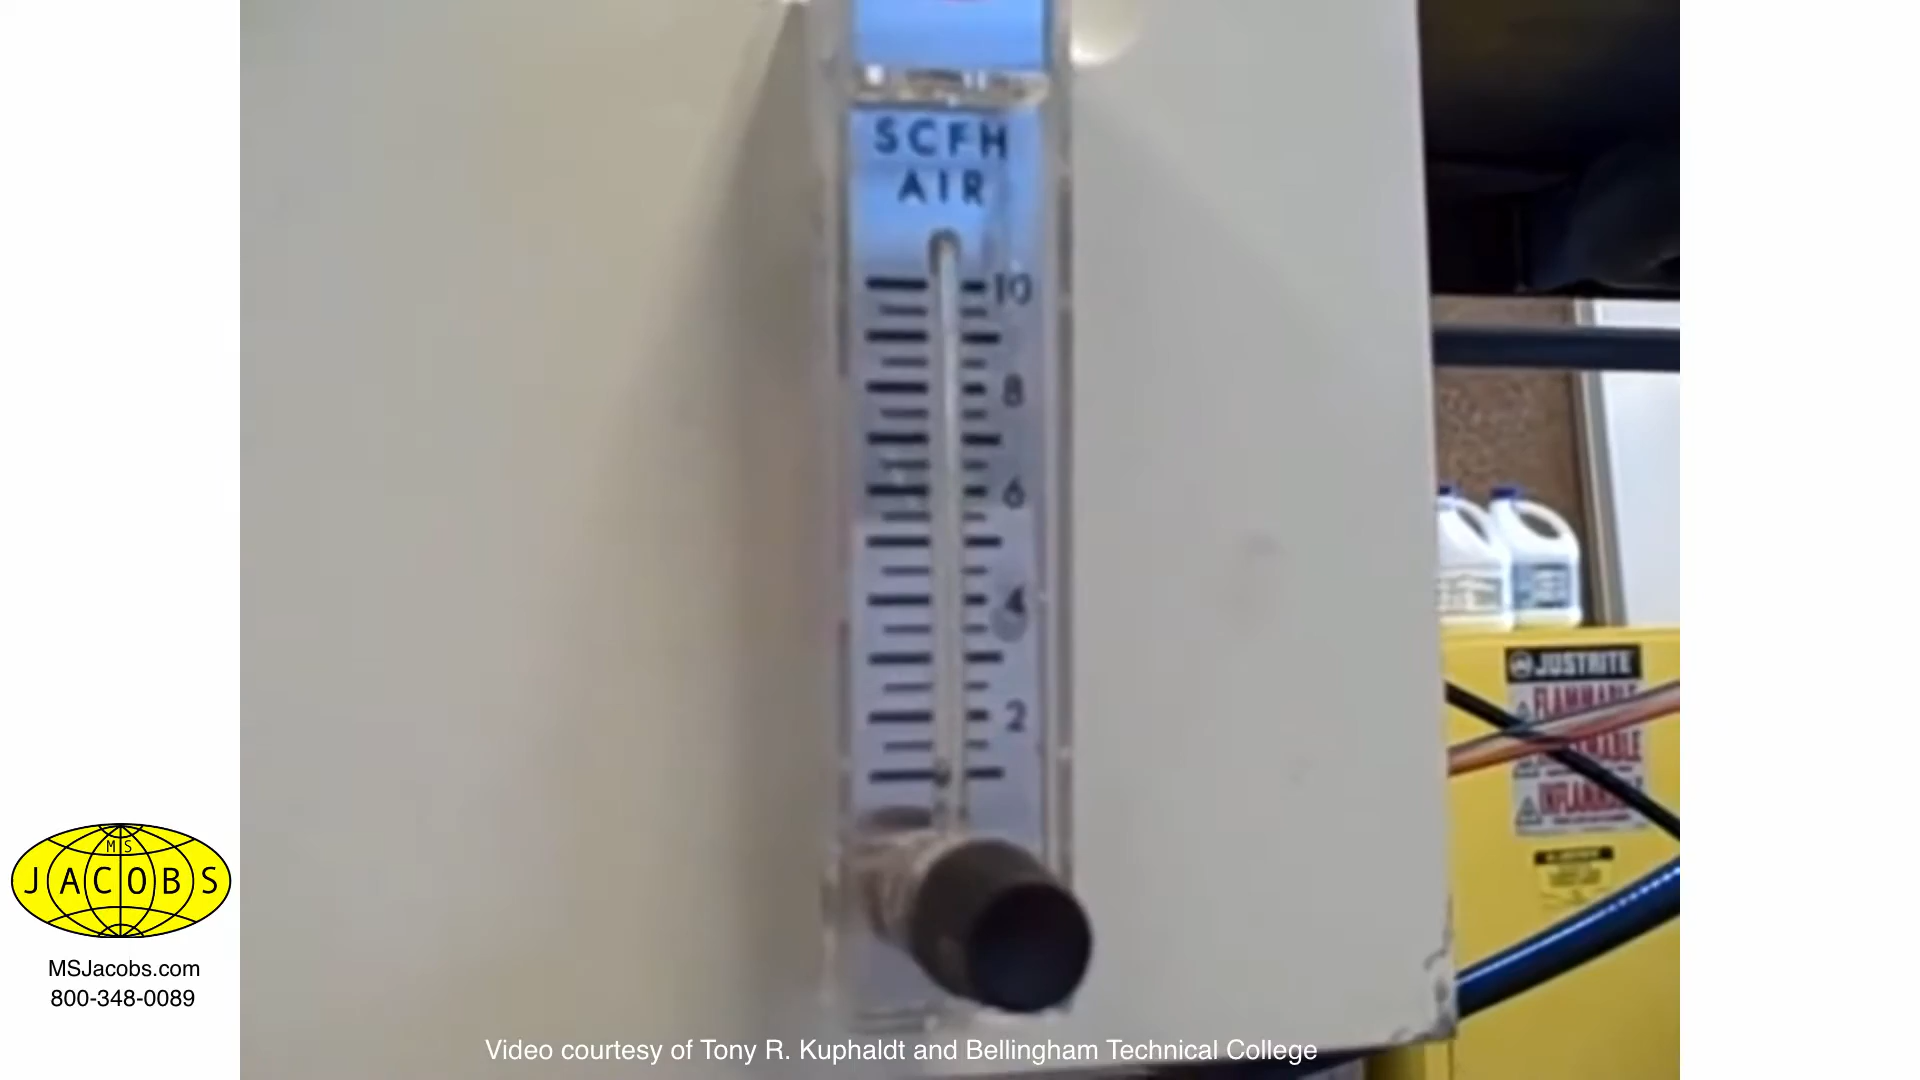 SCFH
AIR
10
8
6
4
2
JUSTRITE
FLAMMABLE
MS
JACOBS
MSJacobs.com
800-348-0089
Video courtesy of Tony R. Kuphaldt and Bellingham Technical College